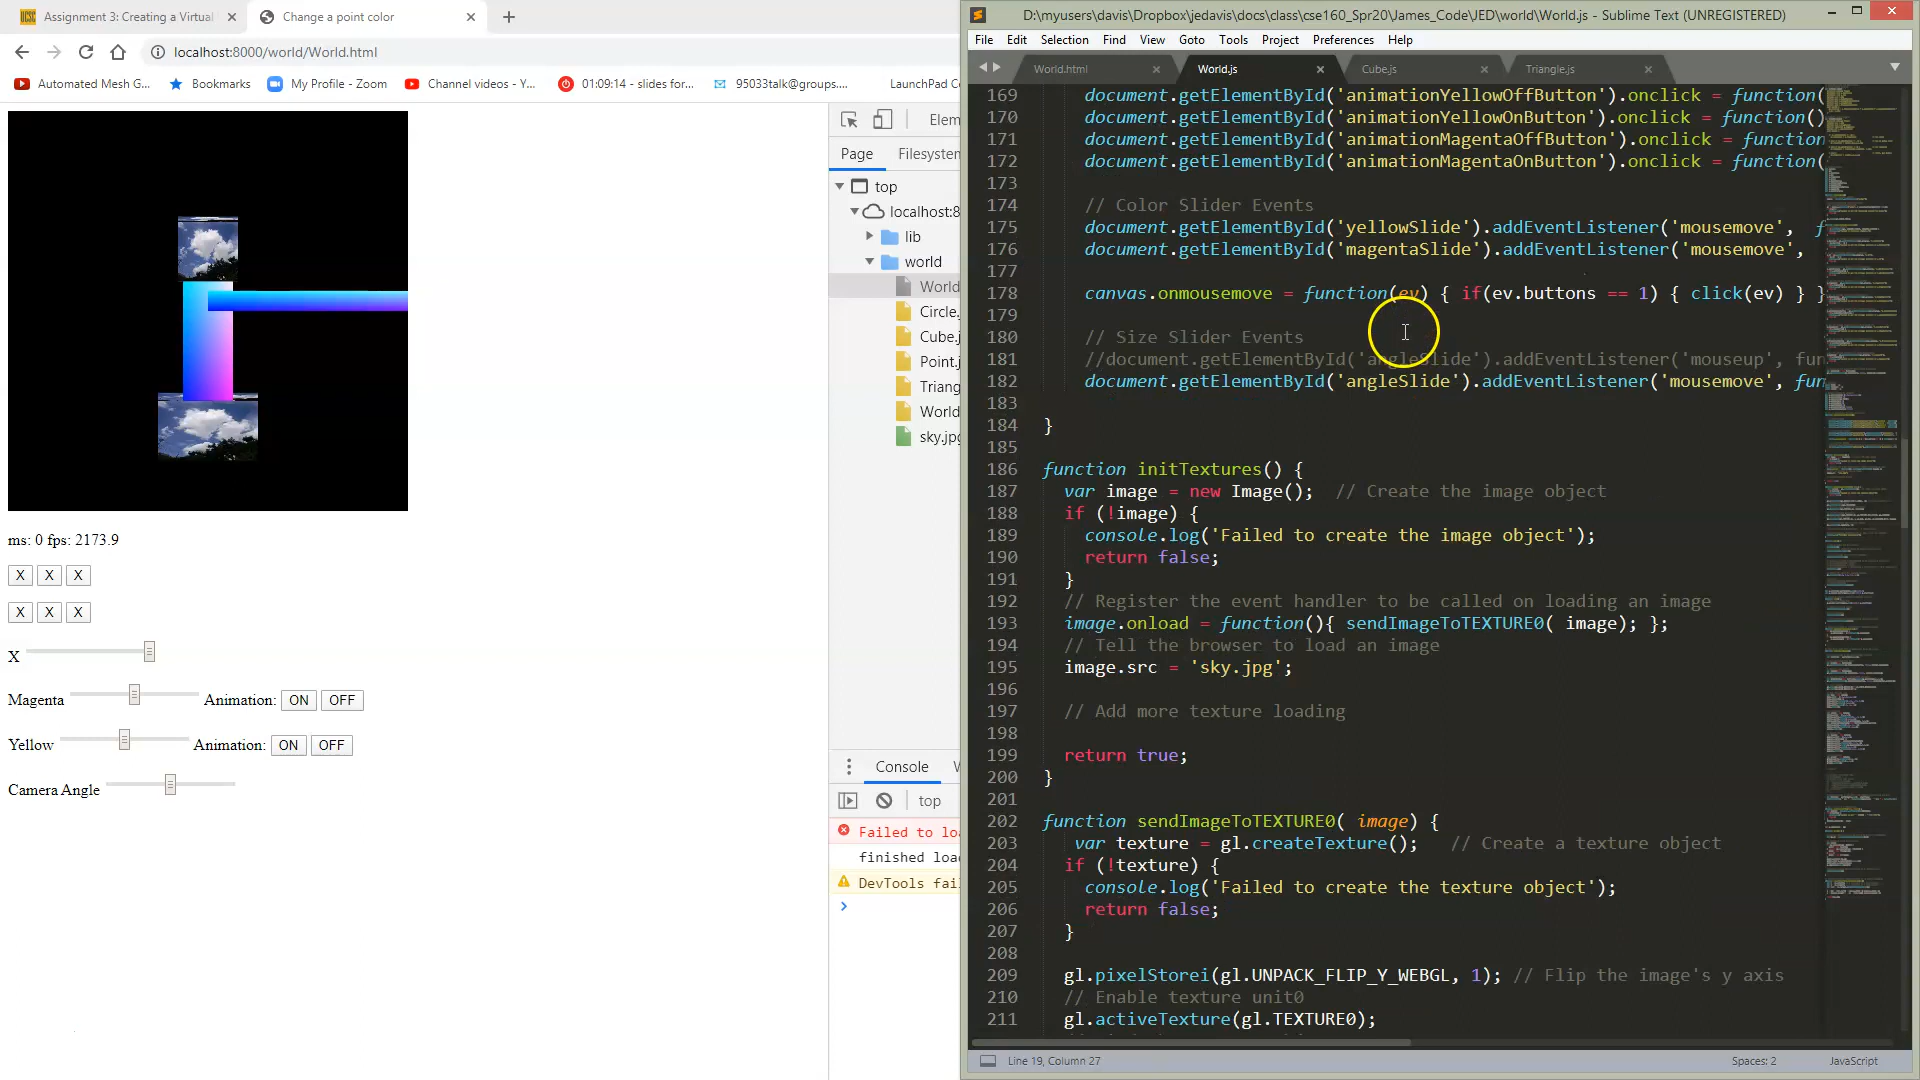 Assignment 3: Creating a Virtual
Change a point color
localhost:8000/world/World.html
Automated Mesh G...
Bookmarks
My Profile - Zoom
Channel videos - Y...
01:09:14 - slides for...
95033talk@groups....
LaunchPad Co
ms: 0 fps: 2173.9
X X X
X X X
X
Magenta Animation: ON OFF
Yellow Animation: ON OFF
Camera Angle
Elem
Page Filesystem
top
localhost:8
lib
world
World
Circle.
Cube.j
Point.j
Triang
World
sky.jpg
Console
top
Failed to loa
finished load
DevTools fail
D:\myusers\davis\Dropbox\jedavis\docs\class\cse160_Spr20\James_Code\JED\world\World.js - Sublime Text (UNREGISTERED)
File Edit Selection Find View Goto Tools Project Preferences Help
World.html World.js Cube.js Triangle.js
169 document.getElementById('animationYellowOffButton').onclick = function(
170 document.getElementById('animationYellowOnButton').onclick = function()
171 document.getElementById('animationMagentaOffButton').onclick = function
172 document.getElementById('animationMagentaOnButton').onclick = function(
173
174 // Color Slider Events
175 document.getElementById('yellowSlide').addEventListener('mousemove', f
176 document.getElementById('magentaSlide').addEventListener('mousemove',
177
178 canvas.onmousemove = function(ev) { if(ev.buttons == 1) { click(ev) } }
179
180 // Size Slider Events
181 //document.getElementById('angleSlide').addEventListener('mouseup', fun
182 document.getElementById('angleSlide').addEventListener('mousemove', fun
183
184 }
185
186 function initTextures() {
187 var image = new Image(); // Create the image object
188 if (!image) {
189 console.log('Failed to create the image object');
190 return false;
191 }
192 // Register the event handler to be called on loading an image
193 image.onload = function(){ sendImageToTEXTURE0( image); };
194 // Tell the browser to load an image
195 image.src = 'sky.jpg';
196
197 // Add more texture loading
198
199 return true;
200 }
201
202 function sendImageToTEXTURE0( image) {
203 var texture = gl.createTexture(); // Create a texture object
204 if (!texture) {
205 console.log('Failed to create the texture object');
206 return false;
207 }
208
209 gl.pixelStorei(gl.UNPACK_FLIP_Y_WEBGL, 1); // Flip the image's y axis
210 // Enable texture unit0
211 gl.activeTexture(gl.TEXTURE0);
Line 19, Column 27
Spaces: 2
JavaScript